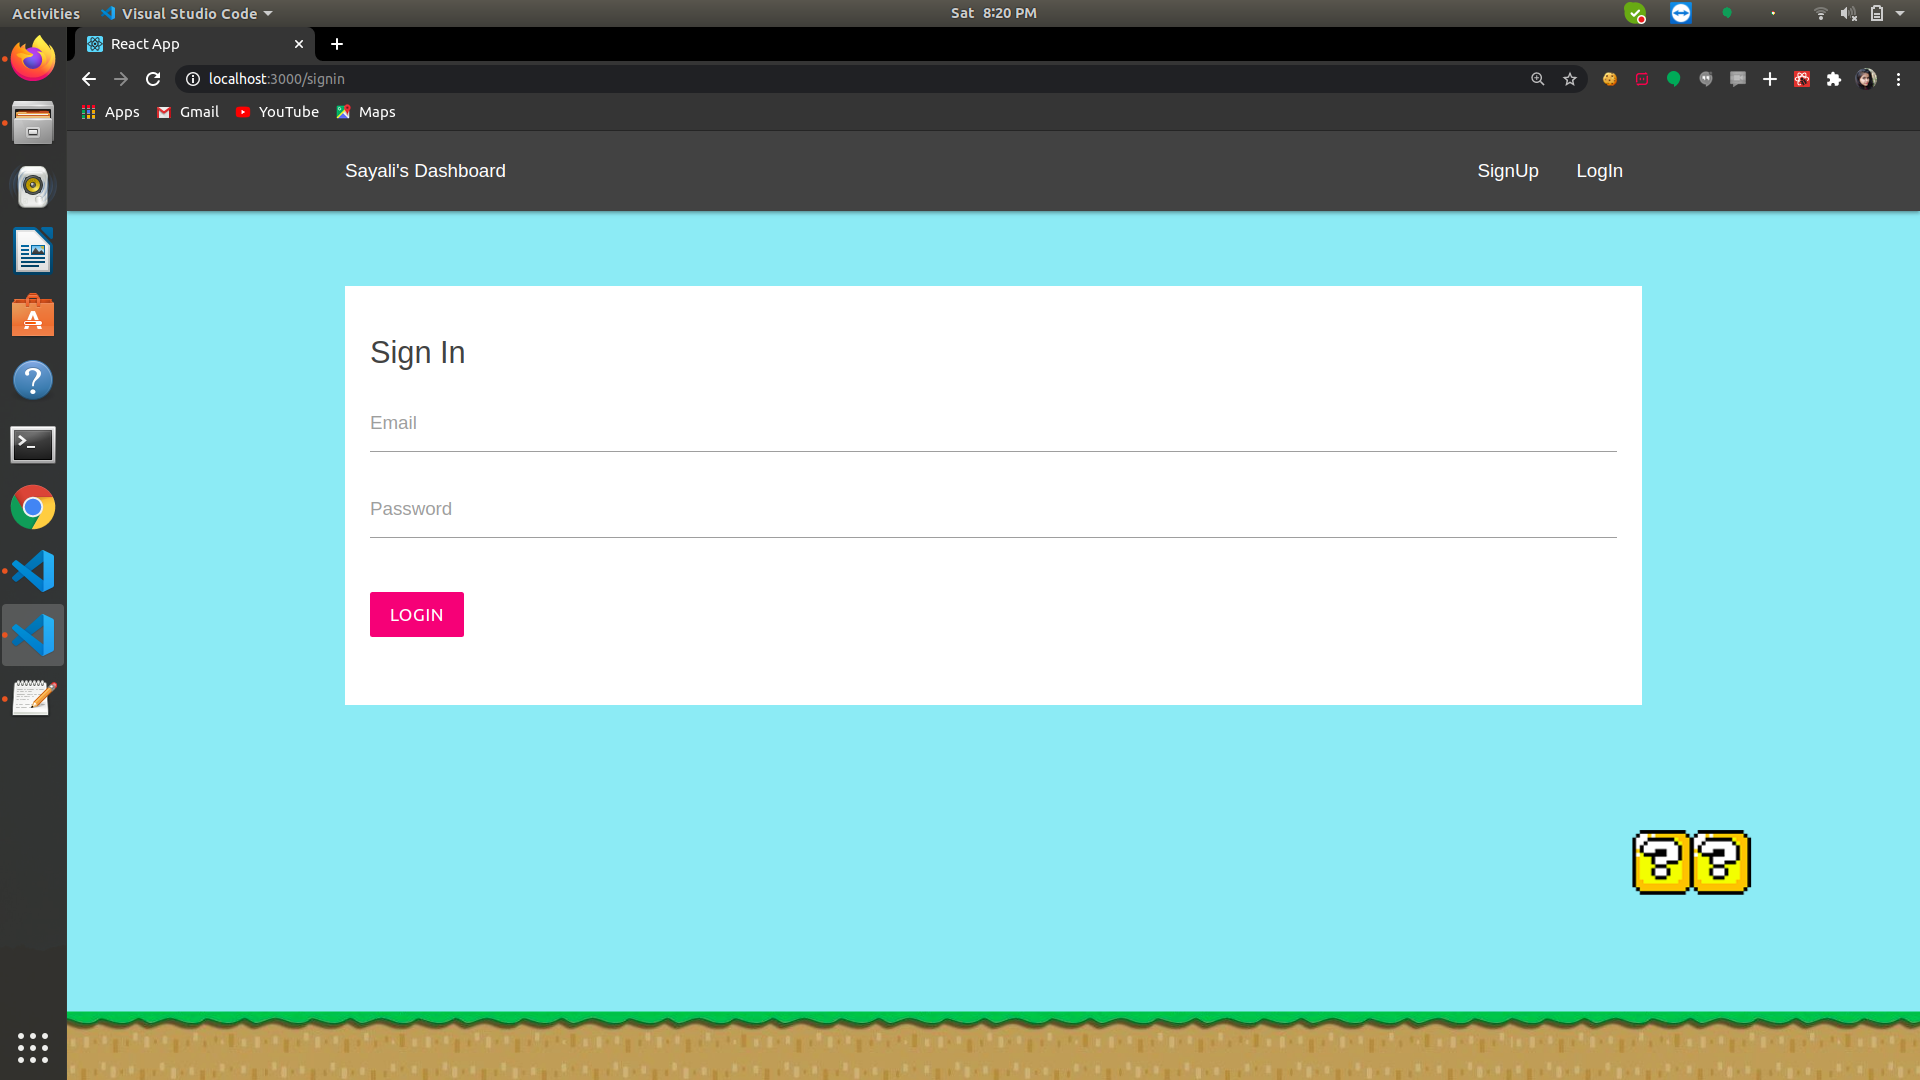 Activities
Visual Studio Code
Sat 8:20 PM
React App
localhost:3000/signin
Apps
Gmail
YouTube
Maps
Sayali's Dashboard
SignUp
LogIn
Sign In
Email
Password
LOGIN
? ?